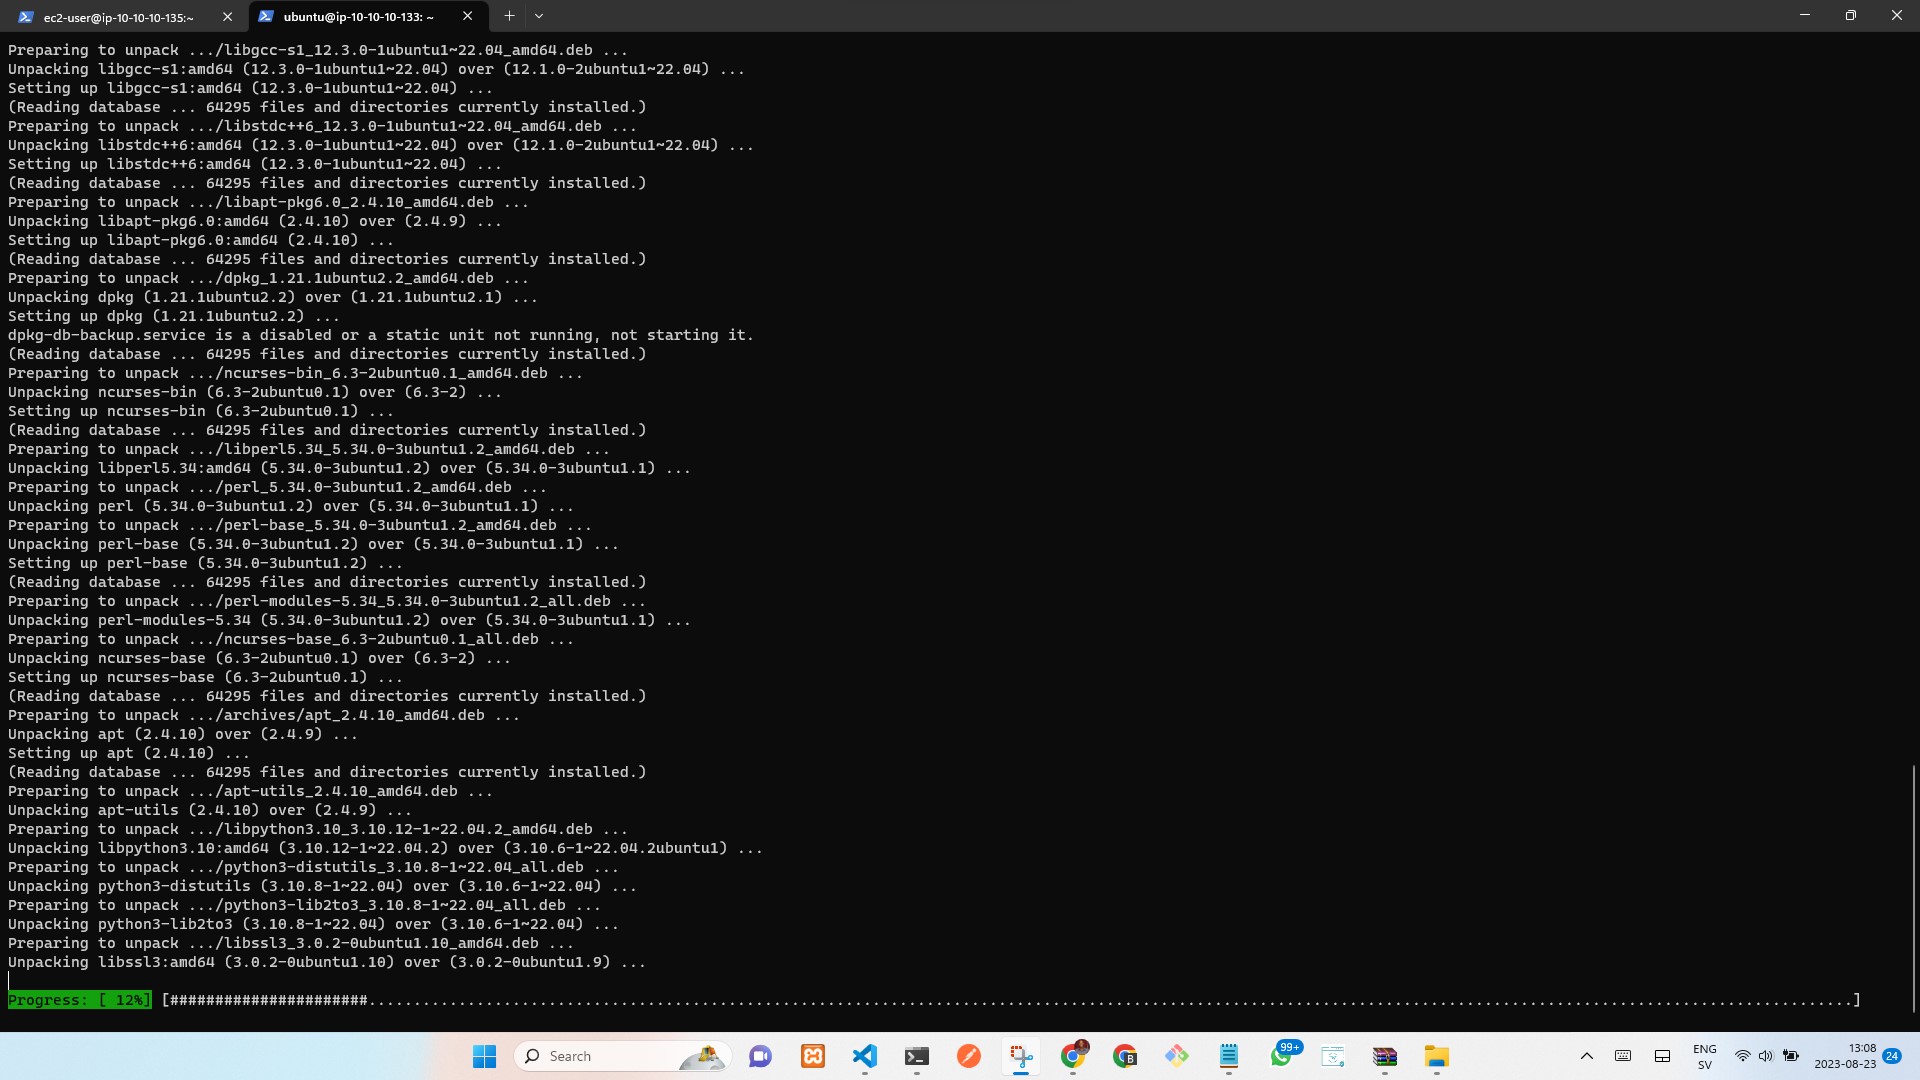 ec2-user@ip-10-10-10-135:~
ubuntu@ip-10-10-10-133: ~
Preparing to unpack .../libgcc-s1_12.3.0-1ubuntu1~22.04_amd64.deb ...
Unpacking libgcc-s1:amd64 (12.3.0-1ubuntu1~22.04) over (12.1.0-2ubuntu1~22.04) ...
Setting up libgcc-s1:amd64 (12.3.0-1ubuntu1~22.04) ...
(Reading database ... 64295 files and directories currently installed.)
Preparing to unpack .../libstdc++6_12.3.0-1ubuntu1~22.04_amd64.deb ...
Unpacking libstdc++6:amd64 (12.3.0-1ubuntu1~22.04) over (12.1.0-2ubuntu1~22.04) ...
Setting up libstdc++6:amd64 (12.3.0-1ubuntu1~22.04) ...
(Reading database ... 64295 files and directories currently installed.)
Preparing to unpack .../libapt-pkg6.0_2.4.10_amd64.deb ...
Unpacking libapt-pkg6.0:amd64 (2.4.10) over (2.4.9) ...
Setting up libapt-pkg6.0:amd64 (2.4.10) ...
(Reading database ... 64295 files and directories currently installed.)
Preparing to unpack .../dpkg_1.21.1ubuntu2.2_amd64.deb ...
Unpacking dpkg (1.21.1ubuntu2.2) over (1.21.1ubuntu2.1) ...
Setting up dpkg (1.21.1ubuntu2.2) ...
dpkg-db-backup.service is a disabled or a static unit not running, not starting it.
(Reading database ... 64295 files and directories currently installed.)
Preparing to unpack .../ncurses-bin_6.3-2ubuntu0.1_amd64.deb ...
Unpacking ncurses-bin (6.3-2ubuntu0.1) over (6.3-2) ...
Setting up ncurses-bin (6.3-2ubuntu0.1) ...
(Reading database ... 64295 files and directories currently installed.)
Preparing to unpack .../libperl5.34_5.34.0-3ubuntu1.2_amd64.deb ...
Unpacking libperl5.34:amd64 (5.34.0-3ubuntu1.2) over (5.34.0-3ubuntu1.1) ...
Preparing to unpack .../perl_5.34.0-3ubuntu1.2_amd64.deb ...
Unpacking perl (5.34.0-3ubuntu1.2) over (5.34.0-3ubuntu1.1) ...
Preparing to unpack .../perl-base_5.34.0-3ubuntu1.2_amd64.deb ...
Unpacking perl-base (5.34.0-3ubuntu1.2) over (5.34.0-3ubuntu1.1) ...
Setting up perl-base (5.34.0-3ubuntu1.2) ...
(Reading database ... 64295 files and directories currently installed.)
Preparing to unpack .../perl-modules-5.34_5.34.0-3ubuntu1.2_all.deb ...
Unpacking perl-modules-5.34 (5.34.0-3ubuntu1.2) over (5.34.0-3ubuntu1.1) ...
Preparing to unpack .../ncurses-base_6.3-2ubuntu0.1_all.deb ...
Unpacking ncurses-base (6.3-2ubuntu0.1) over (6.3-2) ...
Setting up ncurses-base (6.3-2ubuntu0.1) ...
(Reading database ... 64295 files and directories currently installed.)
Preparing to unpack .../archives/apt_2.4.10_amd64.deb ...
Unpacking apt (2.4.10) over (2.4.9) ...
Setting up apt (2.4.10) ...
(Reading database ... 64295 files and directories currently installed.)
Preparing to unpack .../apt-utils_2.4.10_amd64.deb ...
Unpacking apt-utils (2.4.10) over (2.4.9) ...
Preparing to unpack .../libpython3.10_3.10.12-1~22.04.2_amd64.deb ...
Unpacking libpython3.10:amd64 (3.10.12-1~22.04.2) over (3.10.6-1~22.04.2ubuntu1) ...
Preparing to unpack .../python3-distutils_3.10.8-1~22.04_all.deb ...
Unpacking python3-distutils (3.10.8-1~22.04) over (3.10.6-1~22.04) ...
Preparing to unpack .../python3-lib2to3_3.10.8-1~22.04_all.deb ...
Unpacking python3-lib2to3 (3.10.8-1~22.04) over (3.10.6-1~22.04) ...
Preparing to unpack .../libssl3_3.0.2-0ubuntu1.10_amd64.deb ...
Unpacking libssl3:amd64 (3.0.2-0ubuntu1.10) over (3.0.2-0ubuntu1.9) ...
Progress: [ 12%] [######################.....................................................................................................................................................................]
Search
B
99+
ENG
SV
13:08
2023-08-23
24